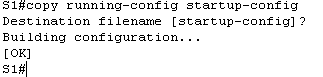 S1#copy running-config startup-config
Destination filename [startup-config]?
Building configuration...
[OK]
S1#